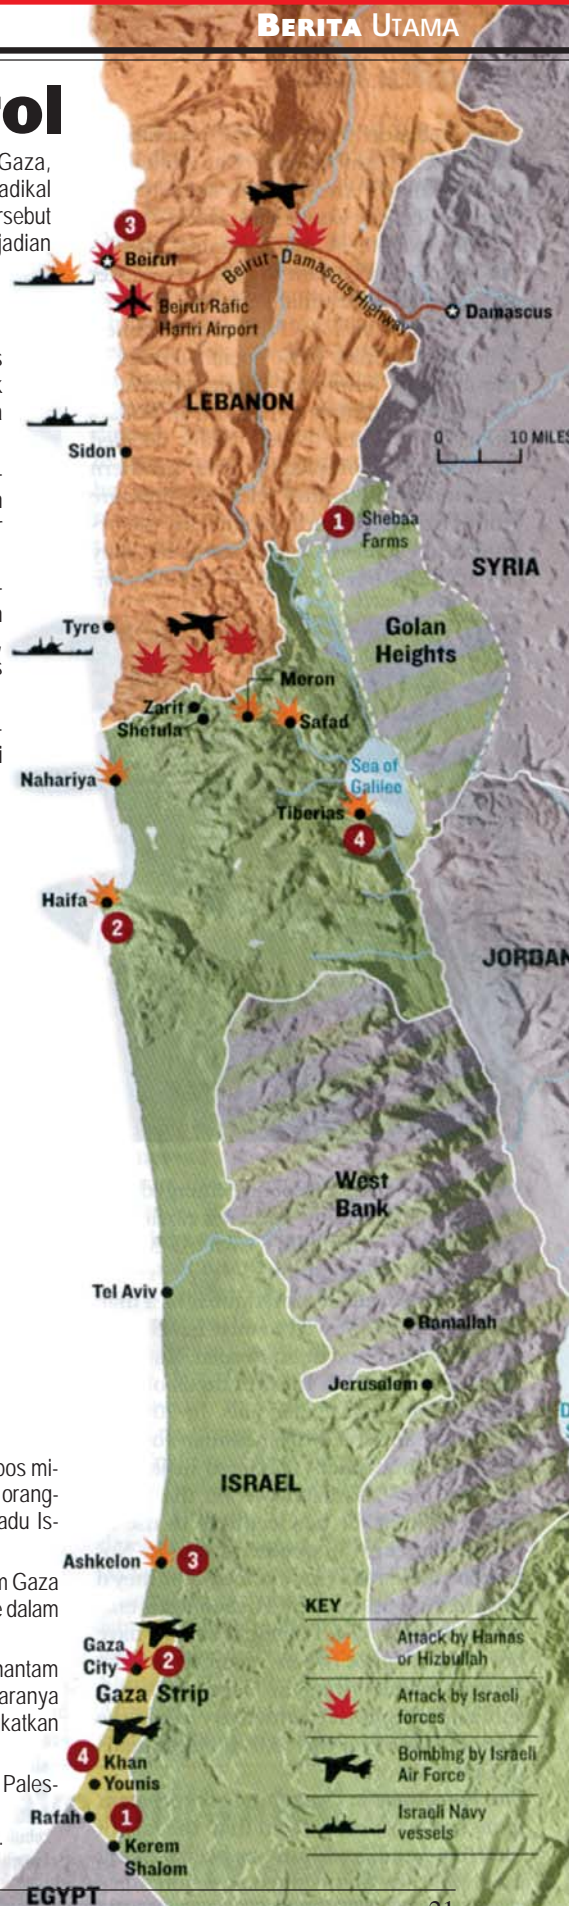 BERITA UTAMA
ol
Gaza,
adikal
rsebut
jadian
3
Beirut
Beirut-Damascus Highway
Beirut Rafic
Hariri Airport
Damascus
LEBANON
0 10 MILES
Sidon
1
Shebaa
Farms
SYRIA
Tyre
Golan
Heights
Meron
Zarit
Shetula
Safad
Nahariya
Sea of
Galilee
Tiberias
4
Haifa
2
JORDAN
West
Bank
Tel Aviv
Ramallah
Jerusalem
ISRAEL
pos mi-
orang-
adu Is-
Ashkelon
3
m Gaza
e dalam
KEY
Attack by Hamas
or Hizbullah
Attack by Israeli
forces
Bombing by Israeli
Air Force
Israeli Navy
vessels
Gaza
City
2
Gaza Strip
hantam
aranya
katkan
4
Khan
Younis
Pales-
Rafah
1
Kerem
Shalom
EGYPT
21